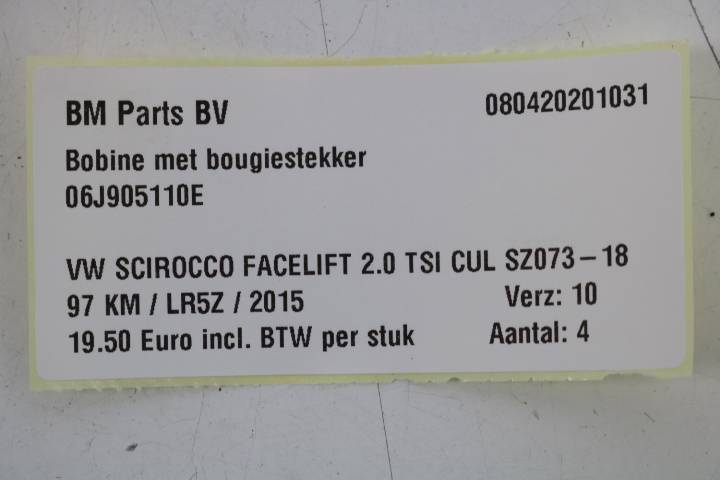 BM Parts BV 080420201031
Bobine met bougiestekker
06J905110E
VW SCIROCCO FACELIFT 2.0 TSI CUL SZ073-18
97 KM / LR5Z / 2015 Verz: 10
19.50 Euro incl. BTW per stuk Aantal: 4